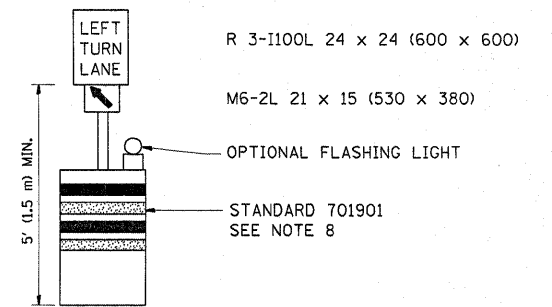 LEFT
TURN
LANE
R 3-I100L 24 x 24 (600 x 600)
M6-2L 21 x 15 (530 x 380)
OPTIONAL FLASHING LIGHT
STANDARD 701901
SEE NOTE 8
5' (1.5 m) MIN.